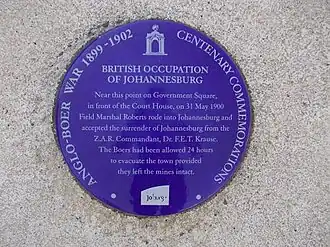 ANGLO-BOER WAR 1899-1902
CENTENARY COMMEMORATIONS
BRITISH OCCUPATION
OF JOHANNESBURG
Near this point on Government Square,
in front of the Court House, on 31 May 1900
Field Marshal Roberts rode into Johannesburg and
accepted the surrender of Johannesburg from the
Z.A.R. Commandant, Dr. F.E.T. Krause.
The Boers had been allowed 24 hours
to evacuate the town provided
they left the mines intact.
Joburg